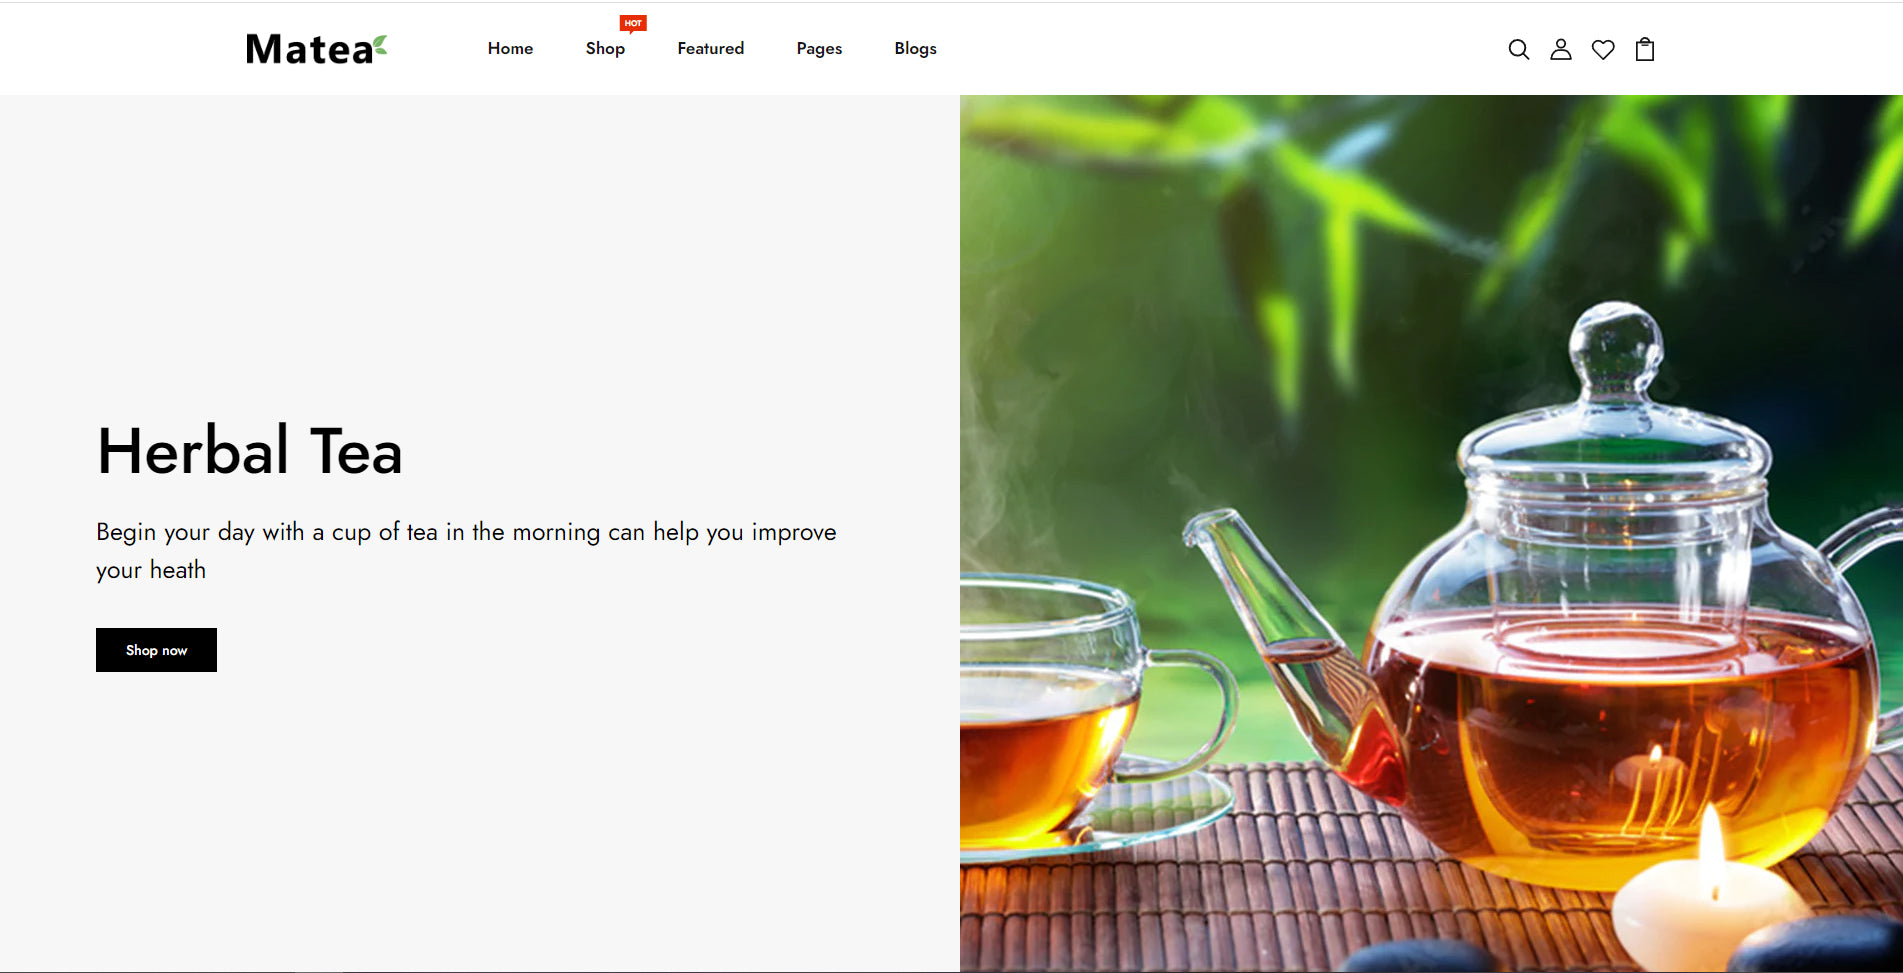 HOT
Matea Home Shop Featured Pages Blogs
Herbal Tea
Begin your day with a cup of tea in the morning can help you improve
your heath
Shop now